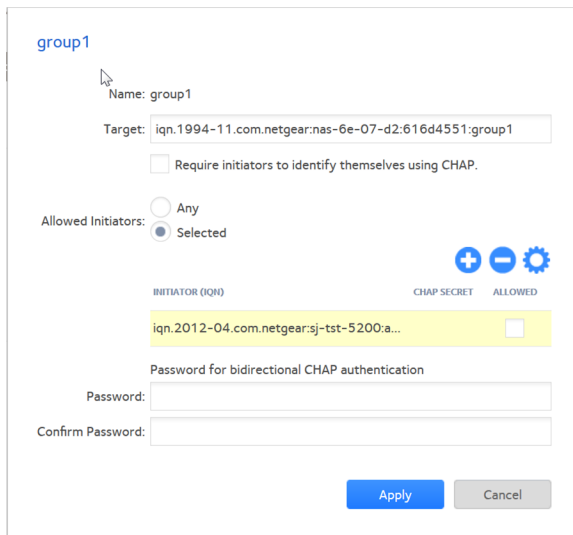 group1
Name: group1
Target: iqn.1994-11.com.netgear:nas-6e-07-d2:616d4551:group1
Require initiators to identify themselves using CHAP.
Allowed Initiators:
Any
Selected
INITIATOR (IQN) CHAP SECRET ALLOWED
iqn.2012-04.com.netgear:sj-tst-5200:a...
Password for bidirectional CHAP authentication
Password:
Confirm Password:
Apply Cancel